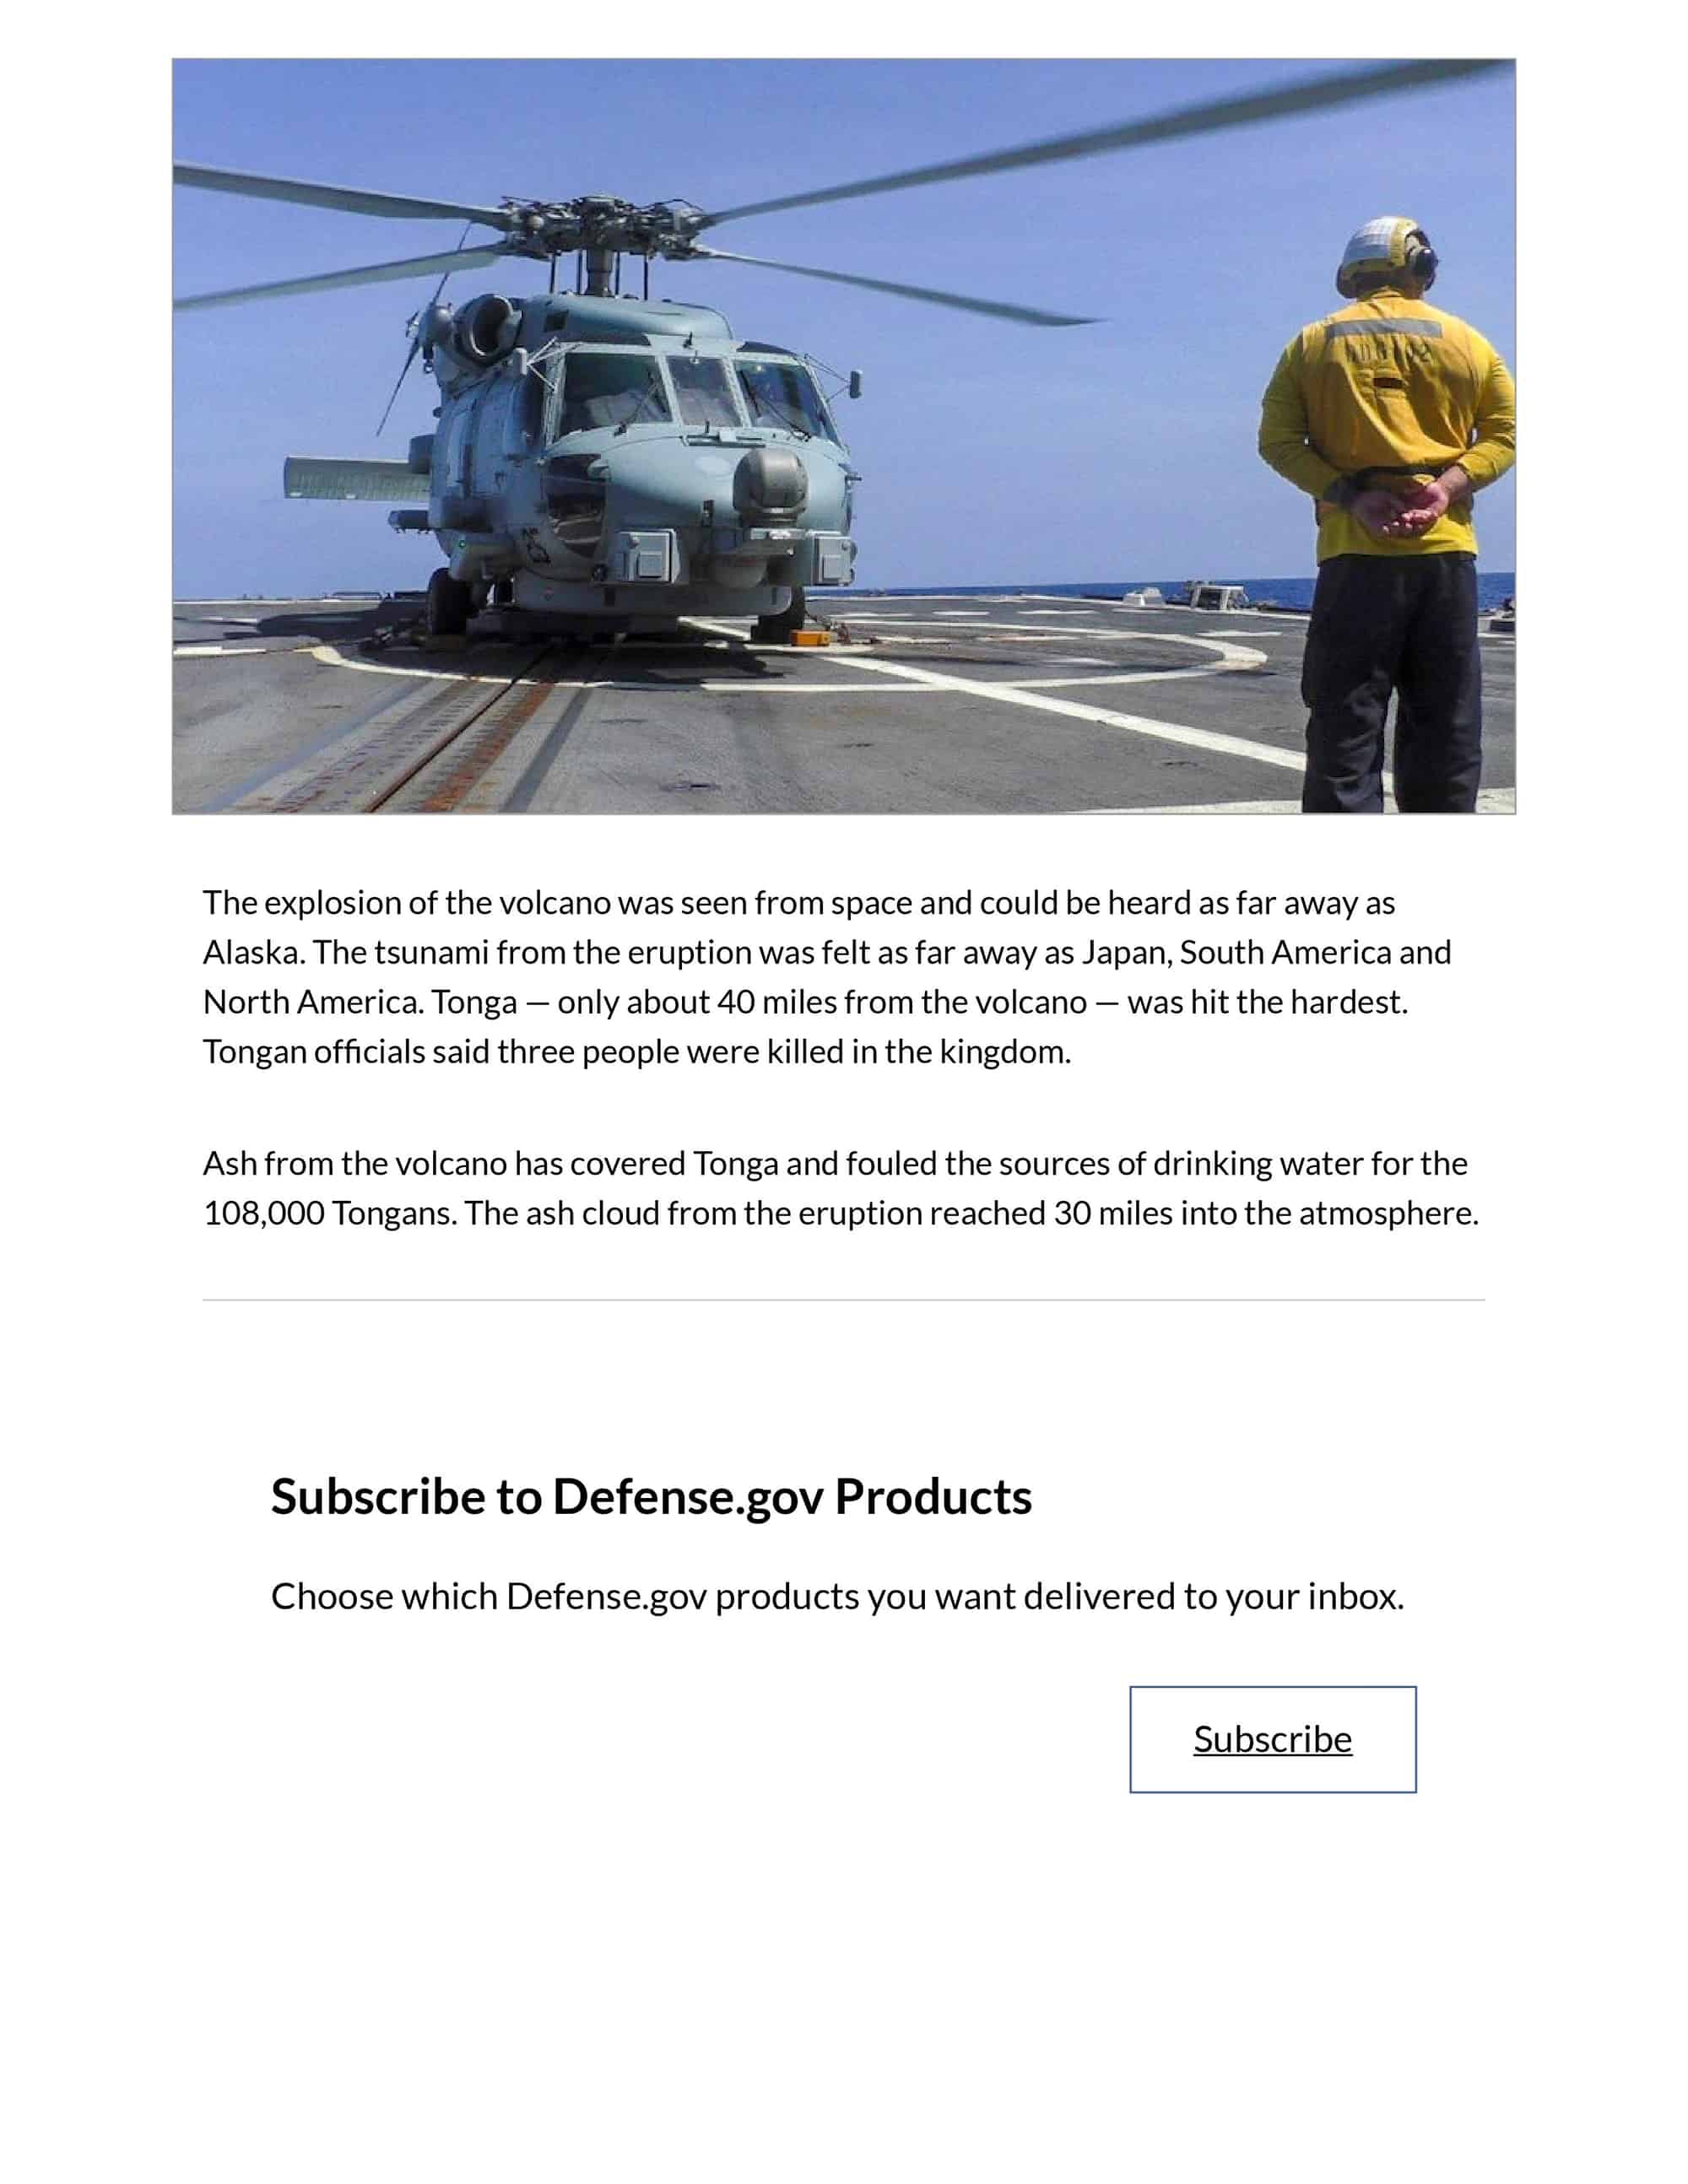 The explosion of the volcano was seen from space and could be heard as far away as
Alaska. The tsunami from the eruption was felt as far away as Japan, South America and
North America. Tonga — only about 40 miles from the volcano — was hit the hardest.
Tongan officials said three people were killed in the kingdom.
Ash from the volcano has covered Tonga and fouled the sources of drinking water for the
108,000 Tongans. The ash cloud from the eruption reached 30 miles into the atmosphere.
Subscribe to Defense.gov Products
Choose which Defense.gov products you want delivered to your inbox.
Subscribe